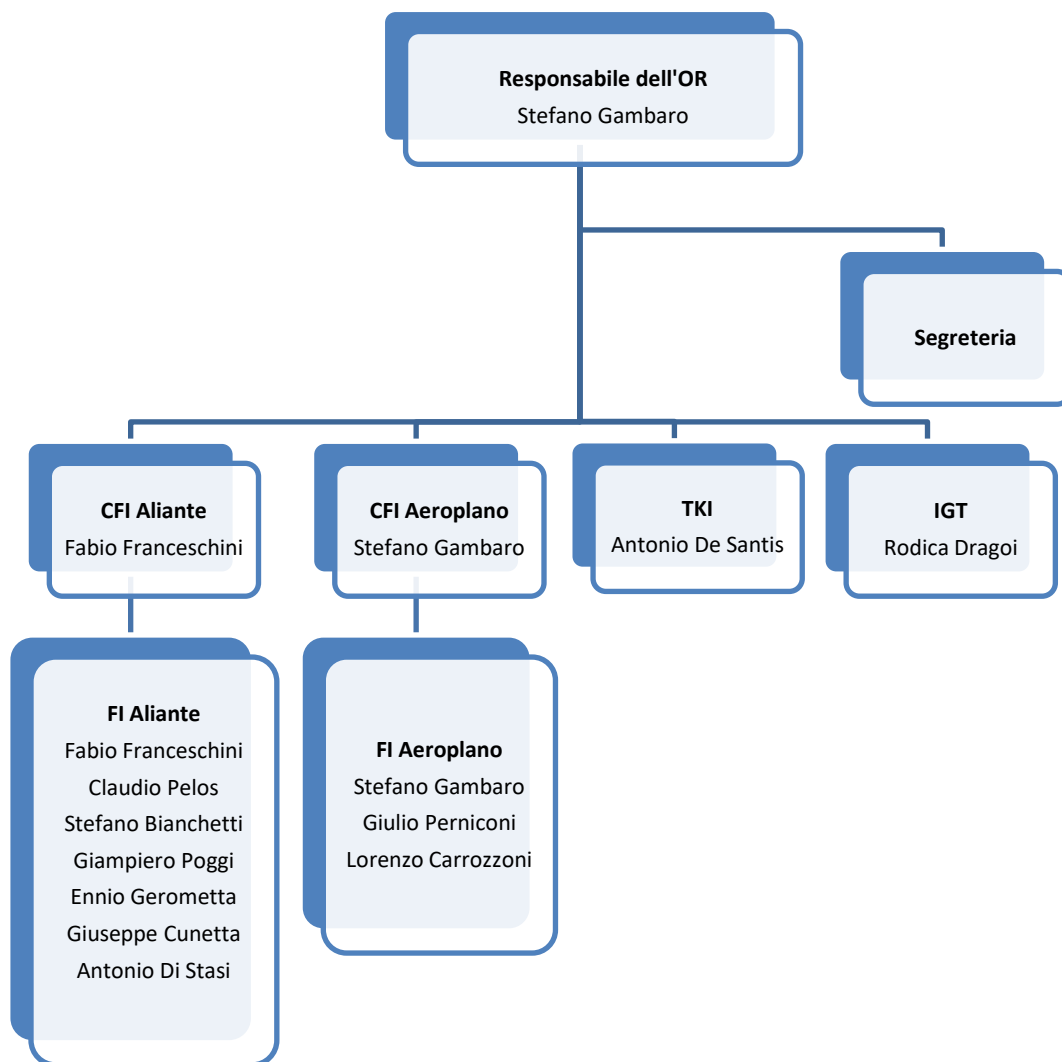 Responsabile dell'OR
Stefano Gambaro
Segreteria
CFI Aliante
Fabio Franceschini
CFI Aeroplano
Stefano Gambaro
TKI
Antonio De Santis
IGT
Rodica Dragoi
FI Aliante
Fabio Franceschini
Claudio Pelos
Stefano Bianchetti
Giampiero Poggi
Ennio Gerometta
Giuseppe Cunetta
Antonio Di Stasi
FI Aeroplano
Stefano Gambaro
Giulio Perniconi
Lorenzo Carrozzoni